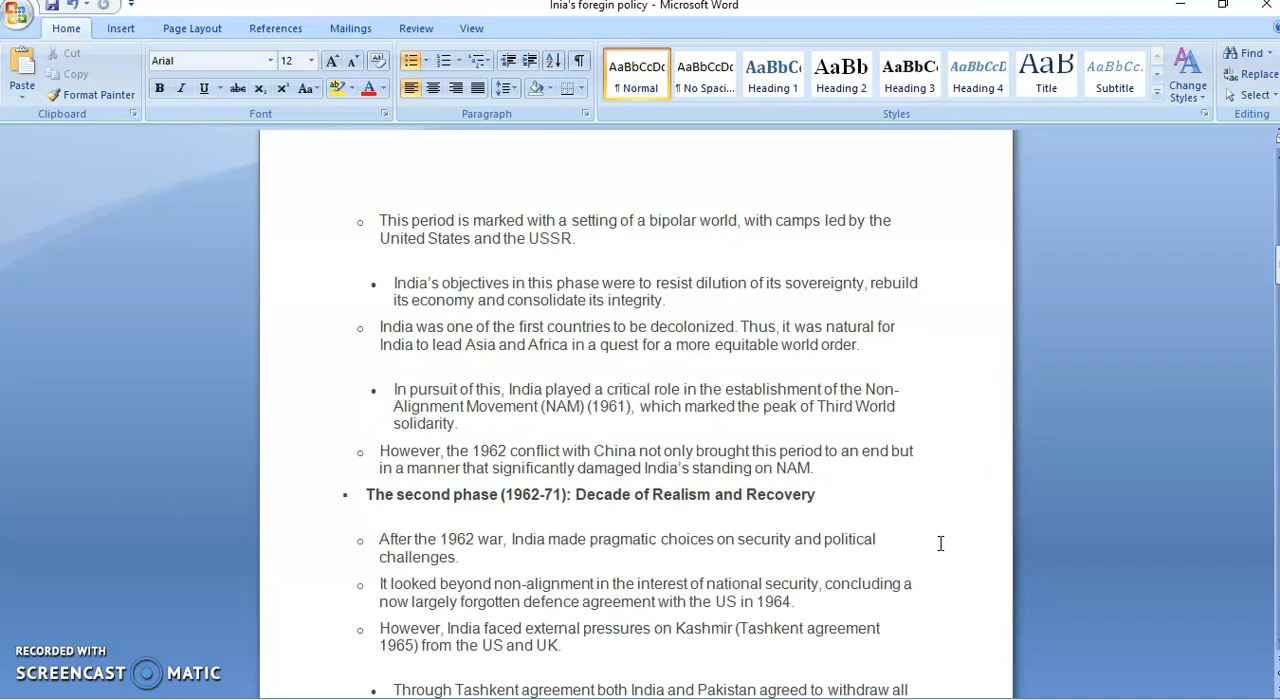 Inia's foregin policy - Microsoft Word
Home Insert Page Layout References Mailings Review View
Cut
Copy
Format Painter
Paste
Clipboard
Arial 12
Font
Paragraph
AaBbCcDc AaBbCcDc AaBbC AaBb AaBbC AaBbCcD AaB AaBbCc.
¶ Normal ¶ No Spaci... Heading 1 Heading 2 Heading 3 Heading 4 Title Subtitle
Change
Styles
Styles
Find
Replace
Select
Editing
o This period is marked with a setting of a bipolar world, with camps led by the
United States and the USSR.
• India's objectives in this phase were to resist dilution of its sovereignty, rebuild
its economy and consolidate its integrity.
o India was one of the first countries to be decolonized. Thus, it was natural for
India to lead Asia and Africa in a quest for a more equitable world order.
• In pursuit of this, India played a critical role in the establishment of the Non-
Alignment Movement (NAM) (1961), which marked the peak of Third World
solidarity.
o However, the 1962 conflict with China not only brought this period to an end but
in a manner that significantly damaged India's standing on NAM.
▪ The second phase (1962-71): Decade of Realism and Recovery
o After the 1962 war, India made pragmatic choices on security and political
challenges.
o It looked beyond non-alignment in the interest of national security, concluding a
now largely forgotten defence agreement with the US in 1964.
o However, India faced external pressures on Kashmir (Tashkent agreement
1965) from the US and UK.
• Through Tashkent agreement both India and Pakistan agreed to withdraw all
RECORDED WITH
SCREENCAST MATIC